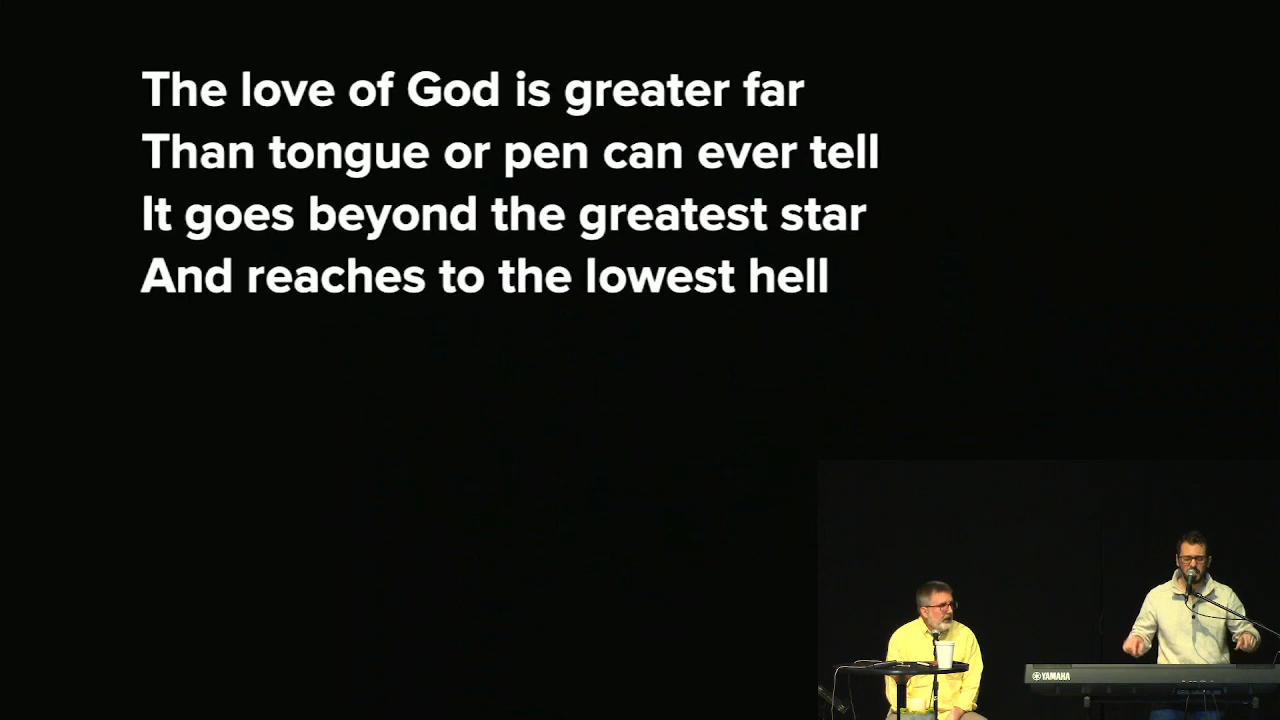 The love of God is greater far
Than tongue or pen can ever tell
It goes beyond the greatest star
And reaches to the lowest hell
YAMAHA